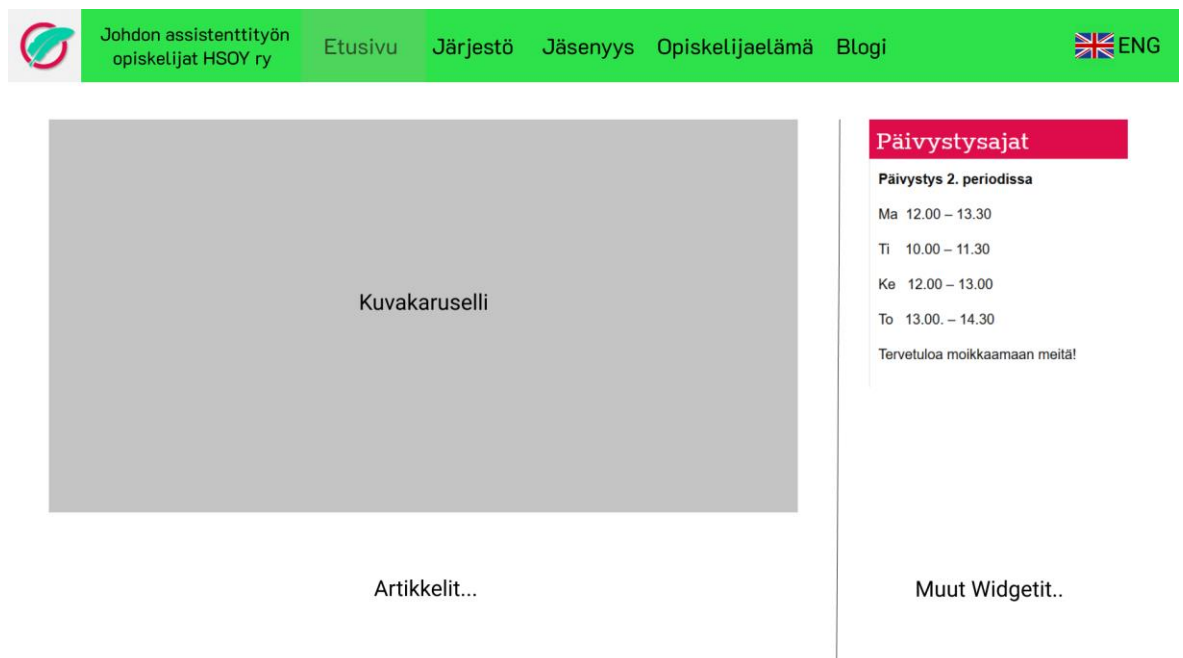 Johdon assistenttityön
opiskelijat HSOY ry
Etusivu
Järjestö
Jäsenyys
Opiskelijaelämä
Blogi
ENG
Kuvakaruselli
Päivystysajat
Päivystys 2. periodissa
Ma 12.00 – 13.30
Ti 10.00 – 11.30
Ke 12.00 – 13.00
To 13.00. – 14.30
Tervetuloa moikkaamaan meitä!
Artikkelit...
Muut Widgetit..